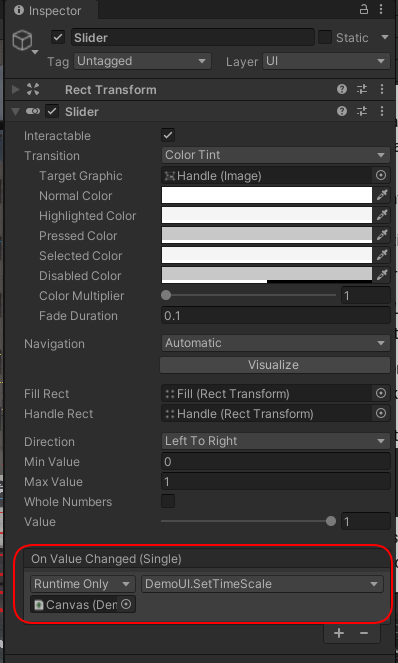 Inspector
Slider
Static
Tag Untagged Layer UI
Rect Transform
Slider
Interactable
Transition Color Tint
Target Graphic Handle (Image)
Normal Color
Highlighted Color
Pressed Color
Selected Color
Disabled Color
Color Multiplier 1
Fade Duration 0.1
Navigation Automatic
Visualize
Fill Rect Fill (Rect Transform)
Handle Rect Handle (Rect Transform)
Direction Left To Right
Min Value 0
Max Value 1
Whole Numbers
Value 1
On Value Changed (Single)
Runtime Only DemoUI.SetTimeScale
Canvas (Der
+ −